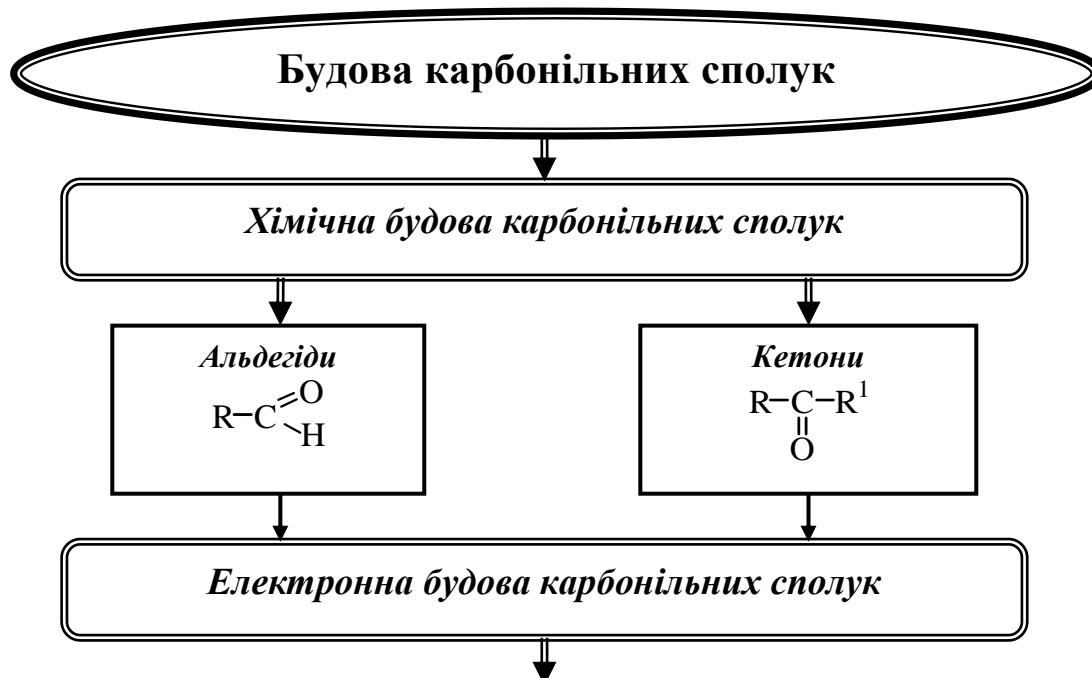 Будова карбонільних сполук
Хімічна будова карбонільних сполук
Альдегіди
R−C=O
H
Кетони
R−C−R¹
O
Електронна будова карбонільних сполук